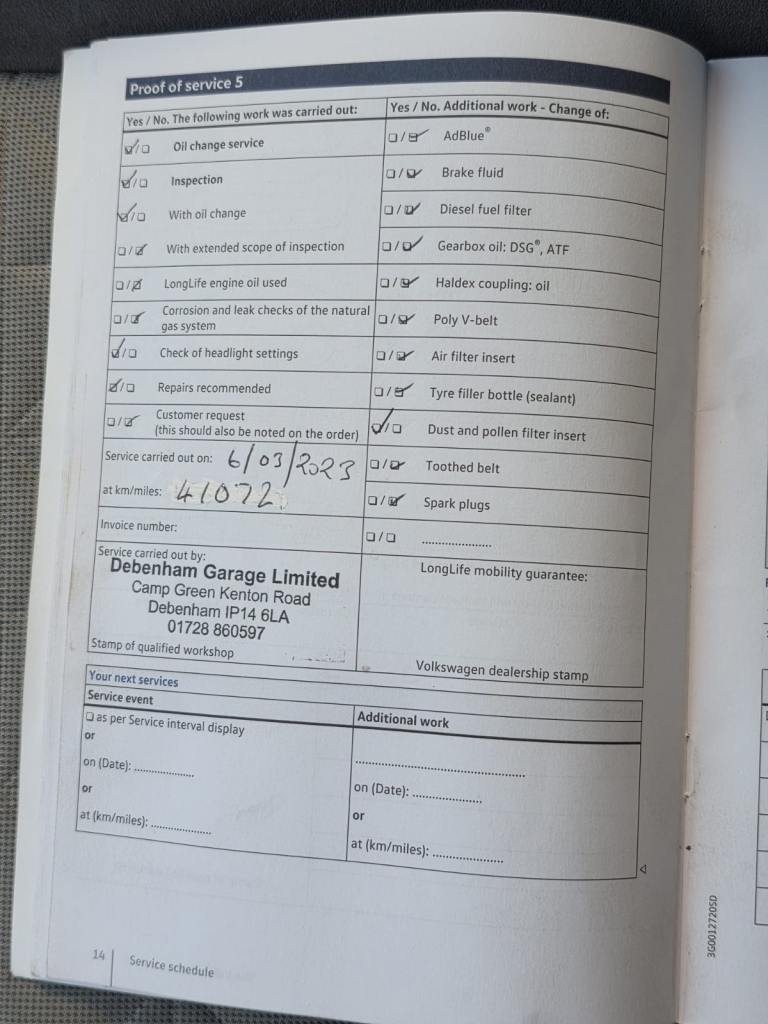 Proof of service 5
Yes / No. The following work was carried out:
Oil change service
Inspection
With oil change
With extended scope of inspection
LongLife engine oil used
Corrosion and leak checks of the natural
gas system
Check of headlight settings
Repairs recommended
Customer request
(this should also be noted on the order)
Service carried out on: 6/03/2023
at km/miles: 41072
Invoice number:
Service carried out by:
Debenham Garage Limited
Camp Green Kenton Road
Debenham IP14 6LA
01728 860597
Stamp of qualified workshop
Yes / No. Additional work - Change of:
AdBlue®
Brake fluid
Diesel fuel filter
Gearbox oil: DSG®, ATF
Haldex coupling: oil
Poly V-belt
Air filter insert
Tyre filler bottle (sealant)
Dust and pollen filter insert
Toothed belt
Spark plugs
LongLife mobility guarantee:
Volkswagen dealership stamp
Your next services
Service event
as per Service interval display
or
on (Date):
or
at (km/miles):
Additional work
on (Date):
or
at (km/miles):
14 Service schedule
3G0012720SD